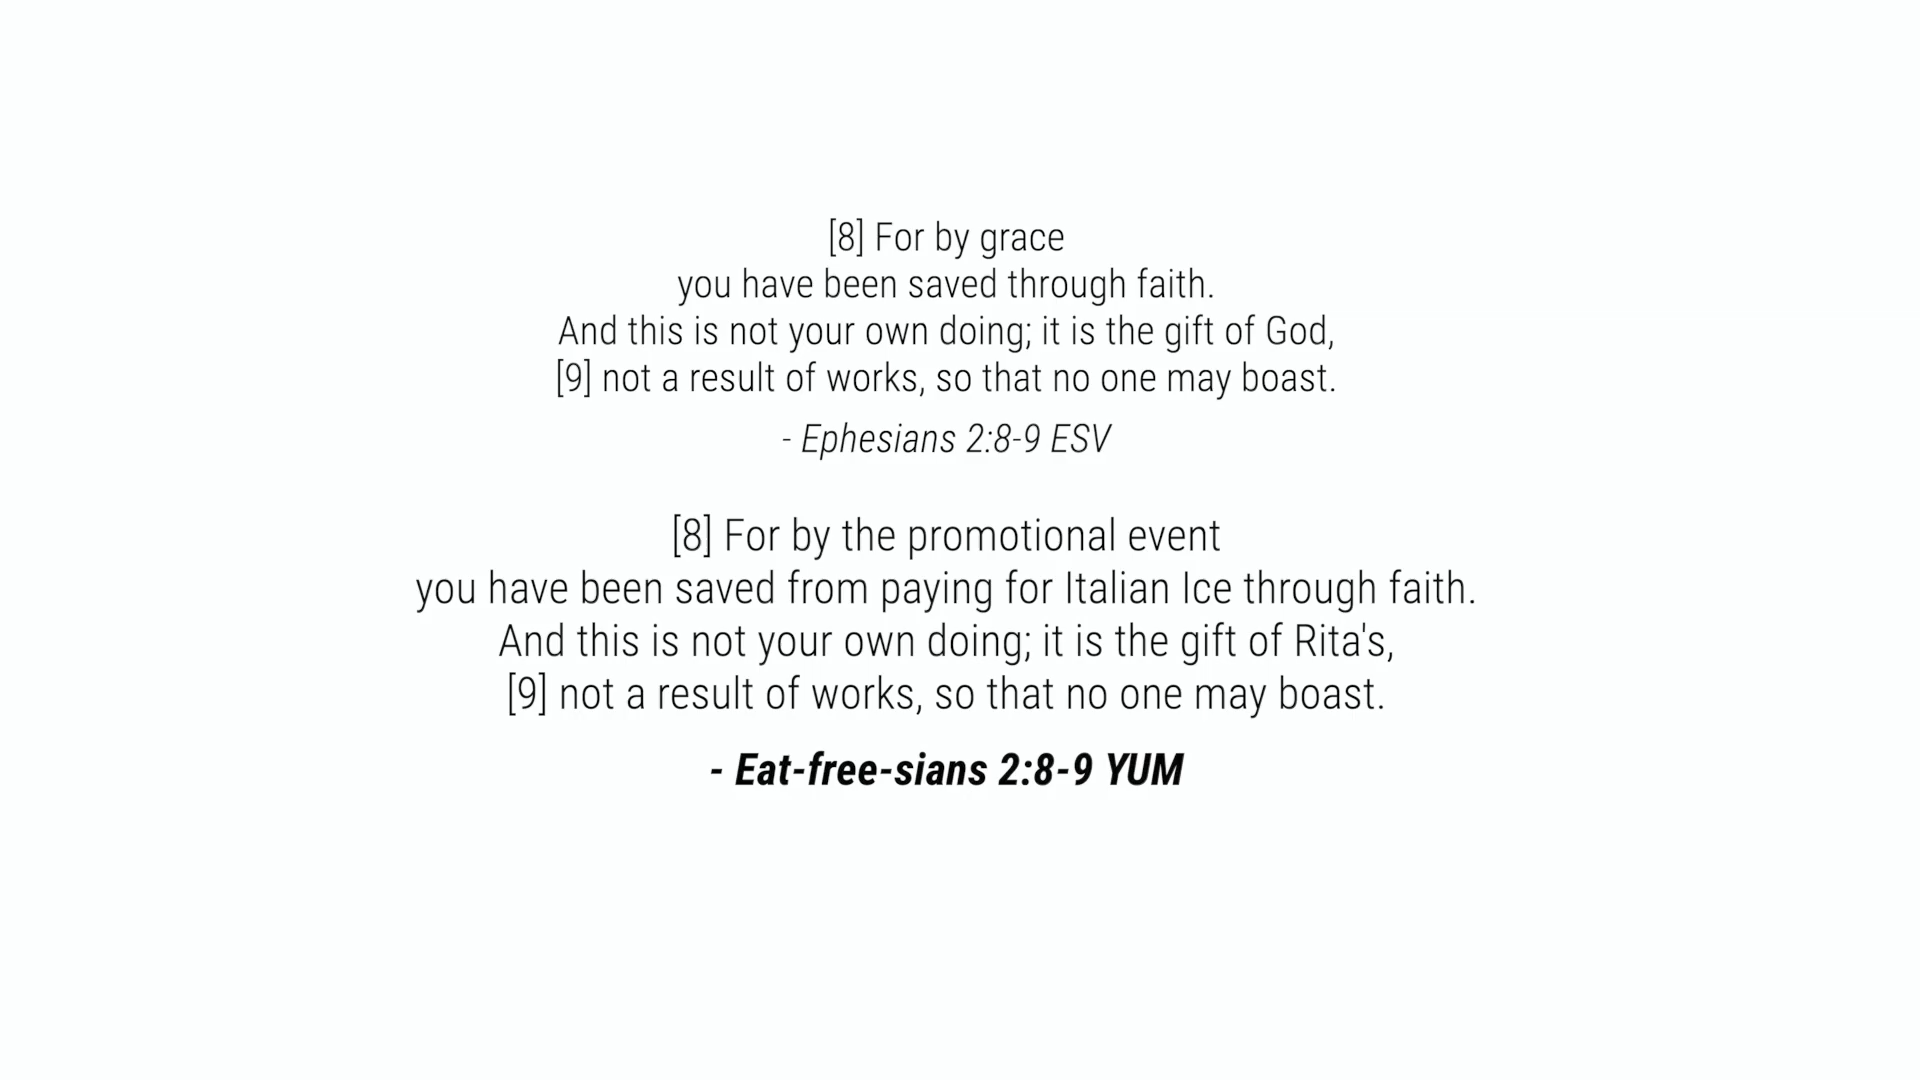 [8] For by grace
you have been saved through faith.
And this is not your own doing; it is the gift of God,
[9] not a result of works, so that no one may boast.
- Ephesians 2:8-9 ESV
[8] For by the promotional event
you have been saved from paying for Italian Ice through faith.
And this is not your own doing; it is the gift of Rita's,
[9] not a result of works, so that no one may boast.
- Eat-free-sians 2:8-9 YUM